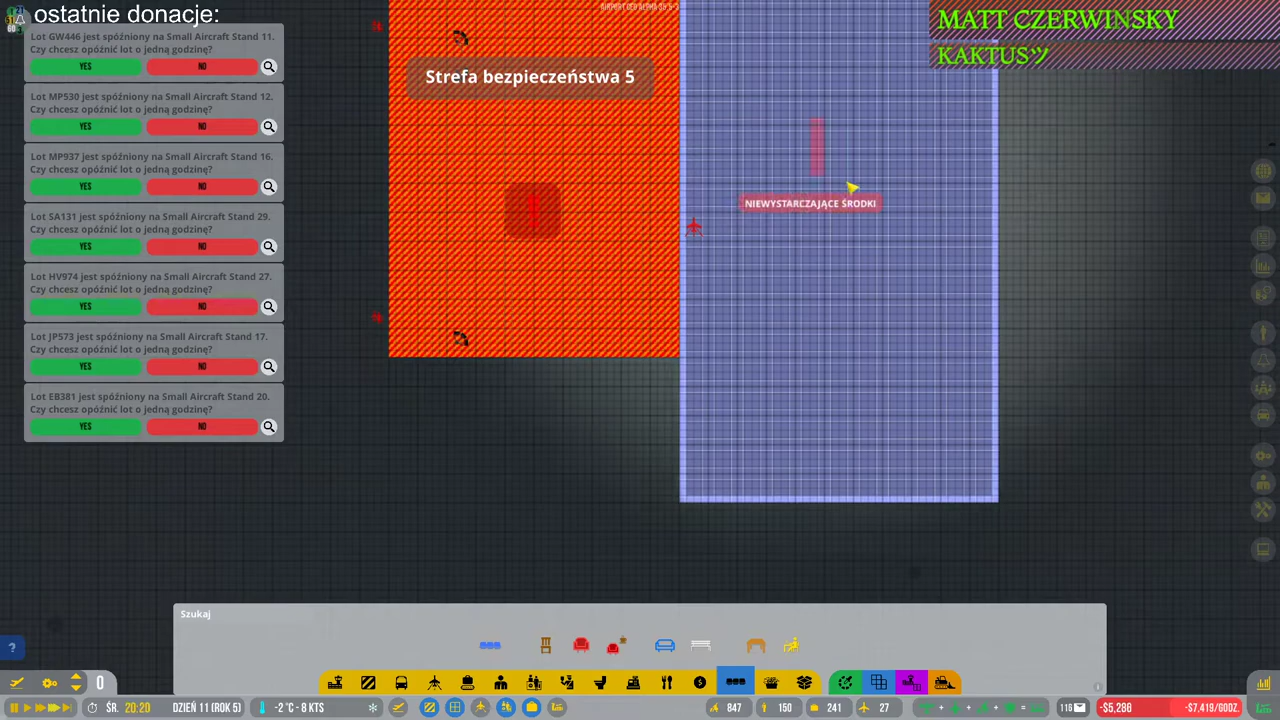 ostatnie donacje:
AIRPORT CEO ALPHA 35.6-3
MATT CZERWINSKY
KAKTUSツ
Lot GW446 jest spóźniony na Small Aircraft Stand 11.
Czy chcesz opóźnić lot o jedną godzinę?
YES NO
Lot MP530 jest spóźniony na Small Aircraft Stand 12.
Czy chcesz opóźnić lot o jedną godzinę?
YES NO
Lot MP937 jest spóźniony na Small Aircraft Stand 16.
Czy chcesz opóźnić lot o jedną godzinę?
YES NO
Lot SA131 jest spóźniony na Small Aircraft Stand 29.
Czy chcesz opóźnić lot o jedną godzinę?
YES NO
Lot HV974 jest spóźniony na Small Aircraft Stand 27.
Czy chcesz opóźnić lot o jedną godzinę?
YES NO
Lot JP573 jest spóźniony na Small Aircraft Stand 17.
Czy chcesz opóźnić lot o jedną godzinę?
YES NO
Lot EB381 jest spóźniony na Small Aircraft Stand 20.
Czy chcesz opóźnić lot o jedną godzinę?
YES NO
Strefa bezpieczeństwa 5
NIEWYSTARCZAJĄCE ŚRODKI
Szukaj
?
0
ŚR. 20:20 DZIEŃ 11 (ROK 5) -2 °C - 8 KTS 847 150 241 27 118 -$5,286 -$7,419/GODZ.